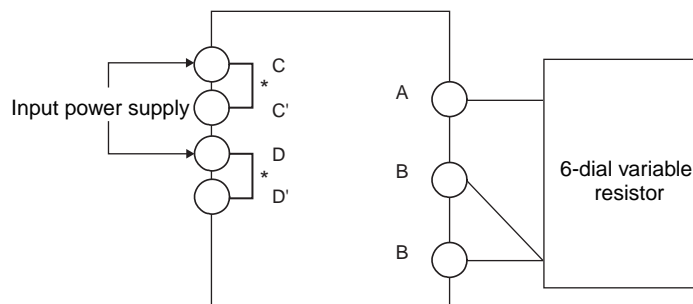 C
*
C'
Input power supply
D
*
D'
A
B
B
6-dial variable
resistor